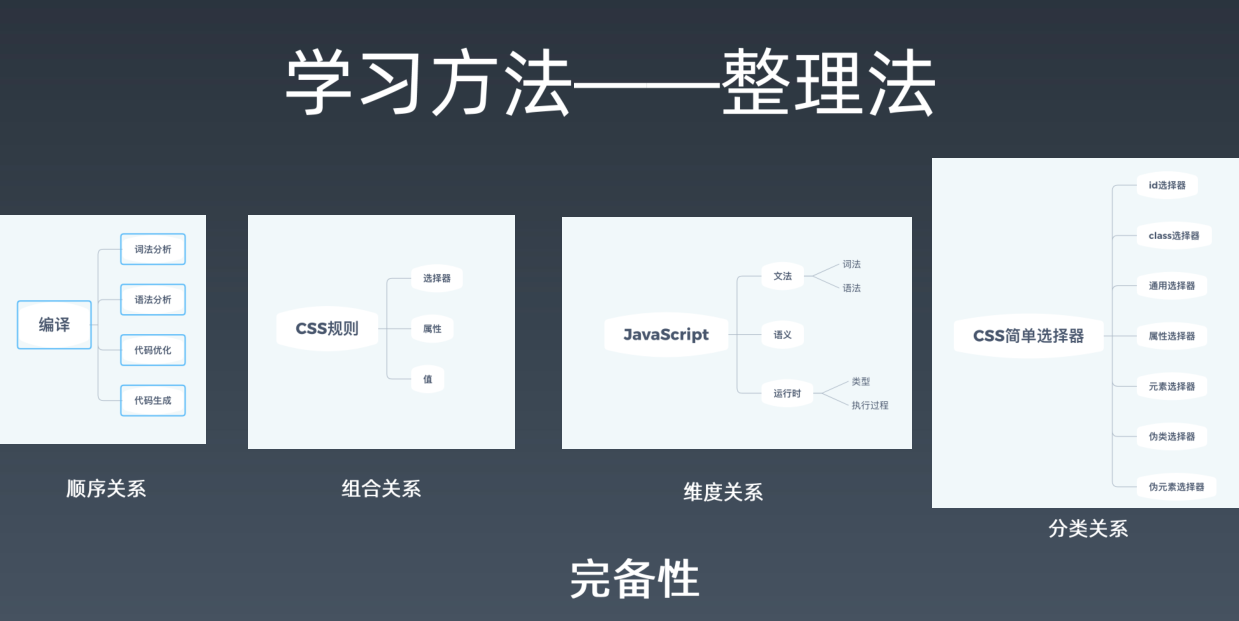 学习方法——整理法
编译
词法分析
语法分析
代码优化
代码生成
顺序关系
CSS规则
选择器
属性
值
组合关系
JavaScript
文法
词法
语法
语义
运行时
类型
执行过程
维度关系
CSS简单选择器
id选择器
class选择器
通用选择器
属性选择器
元素选择器
伪类选择器
伪元素选择器
分类关系
完备性